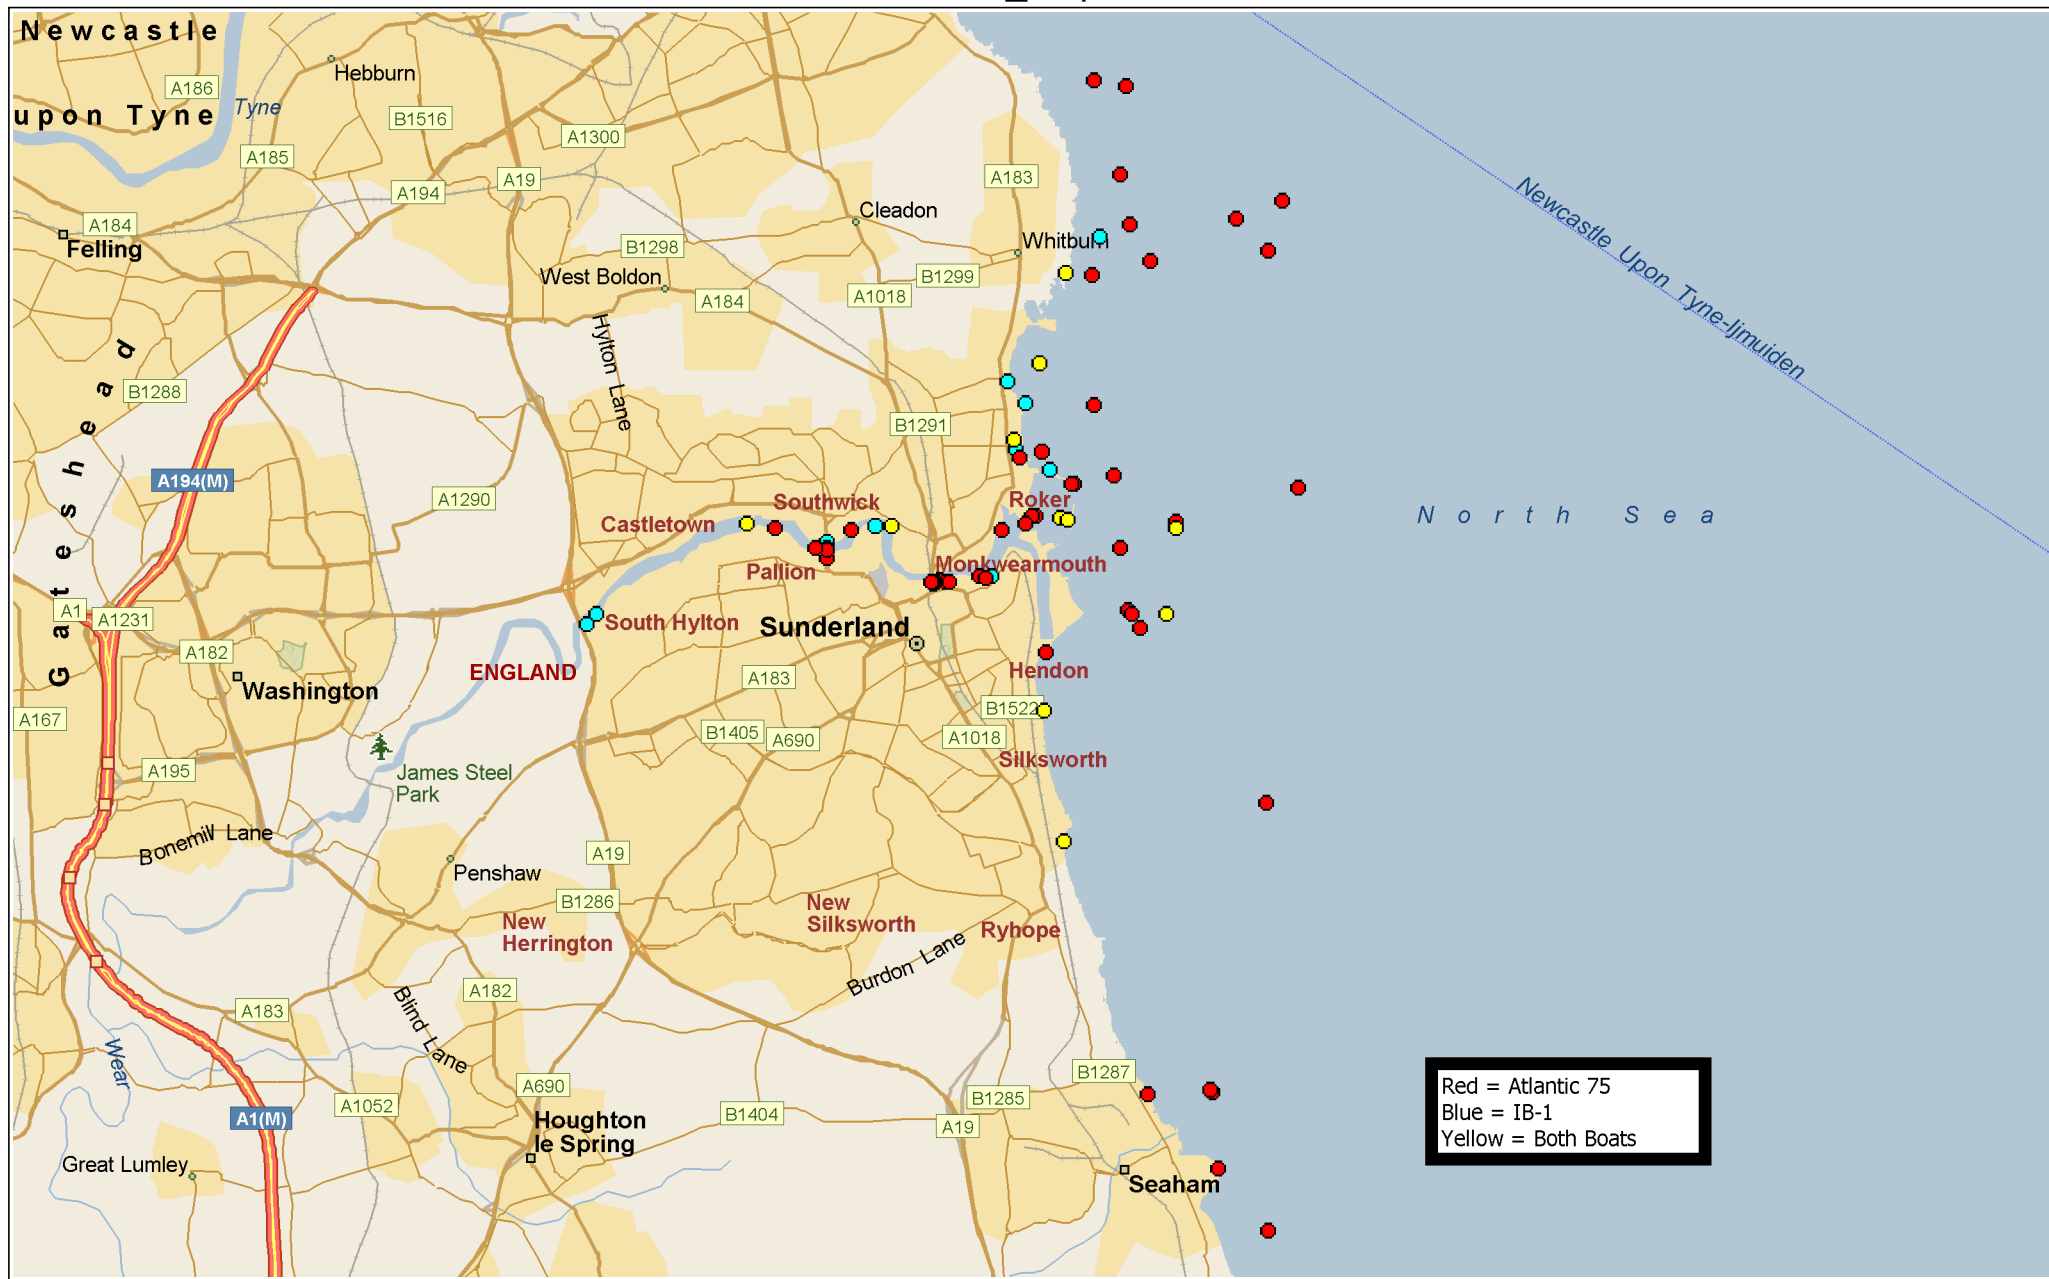 Newcastle
upon Tyne
Hebburn
A186
Tyne
B1516
A1300
A185
A194
A19
A183
Cleadon
A184
Felling
B1298
Whitburn
West Boldon
B1299
A184
A1018
Newcastle Upon Tyne-Ijmuiden
Hylton Lane
Gateshead
B1288
B1291
A194(M)
A1290
Southwick
Roker
Castletown
North Sea
Pallion
Monkwearmouth
A1
A1231
South Hylton
Sunderland
A182
ENGLAND
Hendon
Washington
A183
A167
B1522
B1405
A690
A1018
Silksworth
A195
James Steel
Park
Bonemill Lane
A19
Penshaw
B1286
New
Herrington
New
Silksworth
Ryhope
Burdon Lane
A182
A183
Blind Lane
Wear
B1287
A690
B1285
A1052
A1(M)
B1404
A19
Houghton
le Spring
Great Lumley
Seaham
Red = Atlantic 75
Blue = IB-1
Yellow = Both Boats